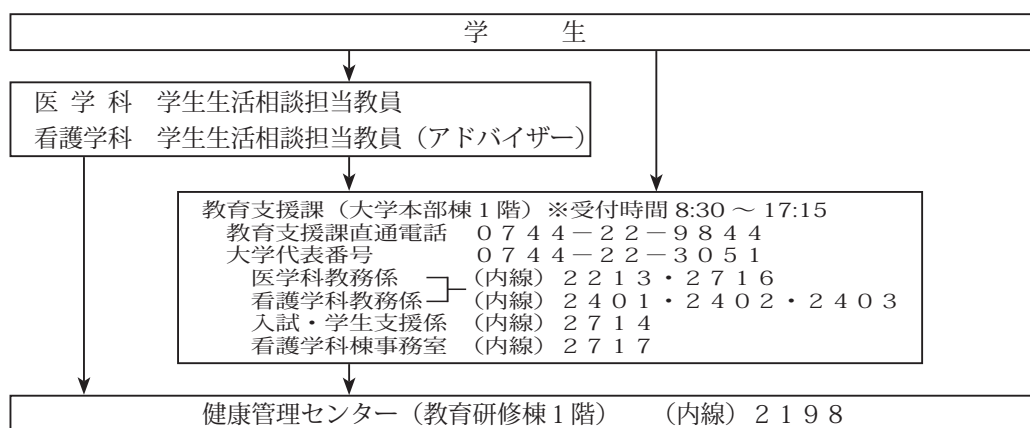 学　　　生
医 学 科　学生生活相談担当教員
看護学科　学生生活相談担当教員（アドバイザー）
教育支援課（大学本部棟１階）※受付時間 8:30 ～ 17:15
教育支援課直通電話　０７４４－２２－９８４４
大学代表番号　０７４４－２２－３０５１
医学科教務係　（内線）２２１３・２７１６
看護学科教務係　（内線）２４０１・２４０２・２４０３
入試・学生支援係　（内線）２７１４
看護学科棟事務室　（内線）２７１７
健康管理センター（教育研修棟１階）　（内線）２１９８